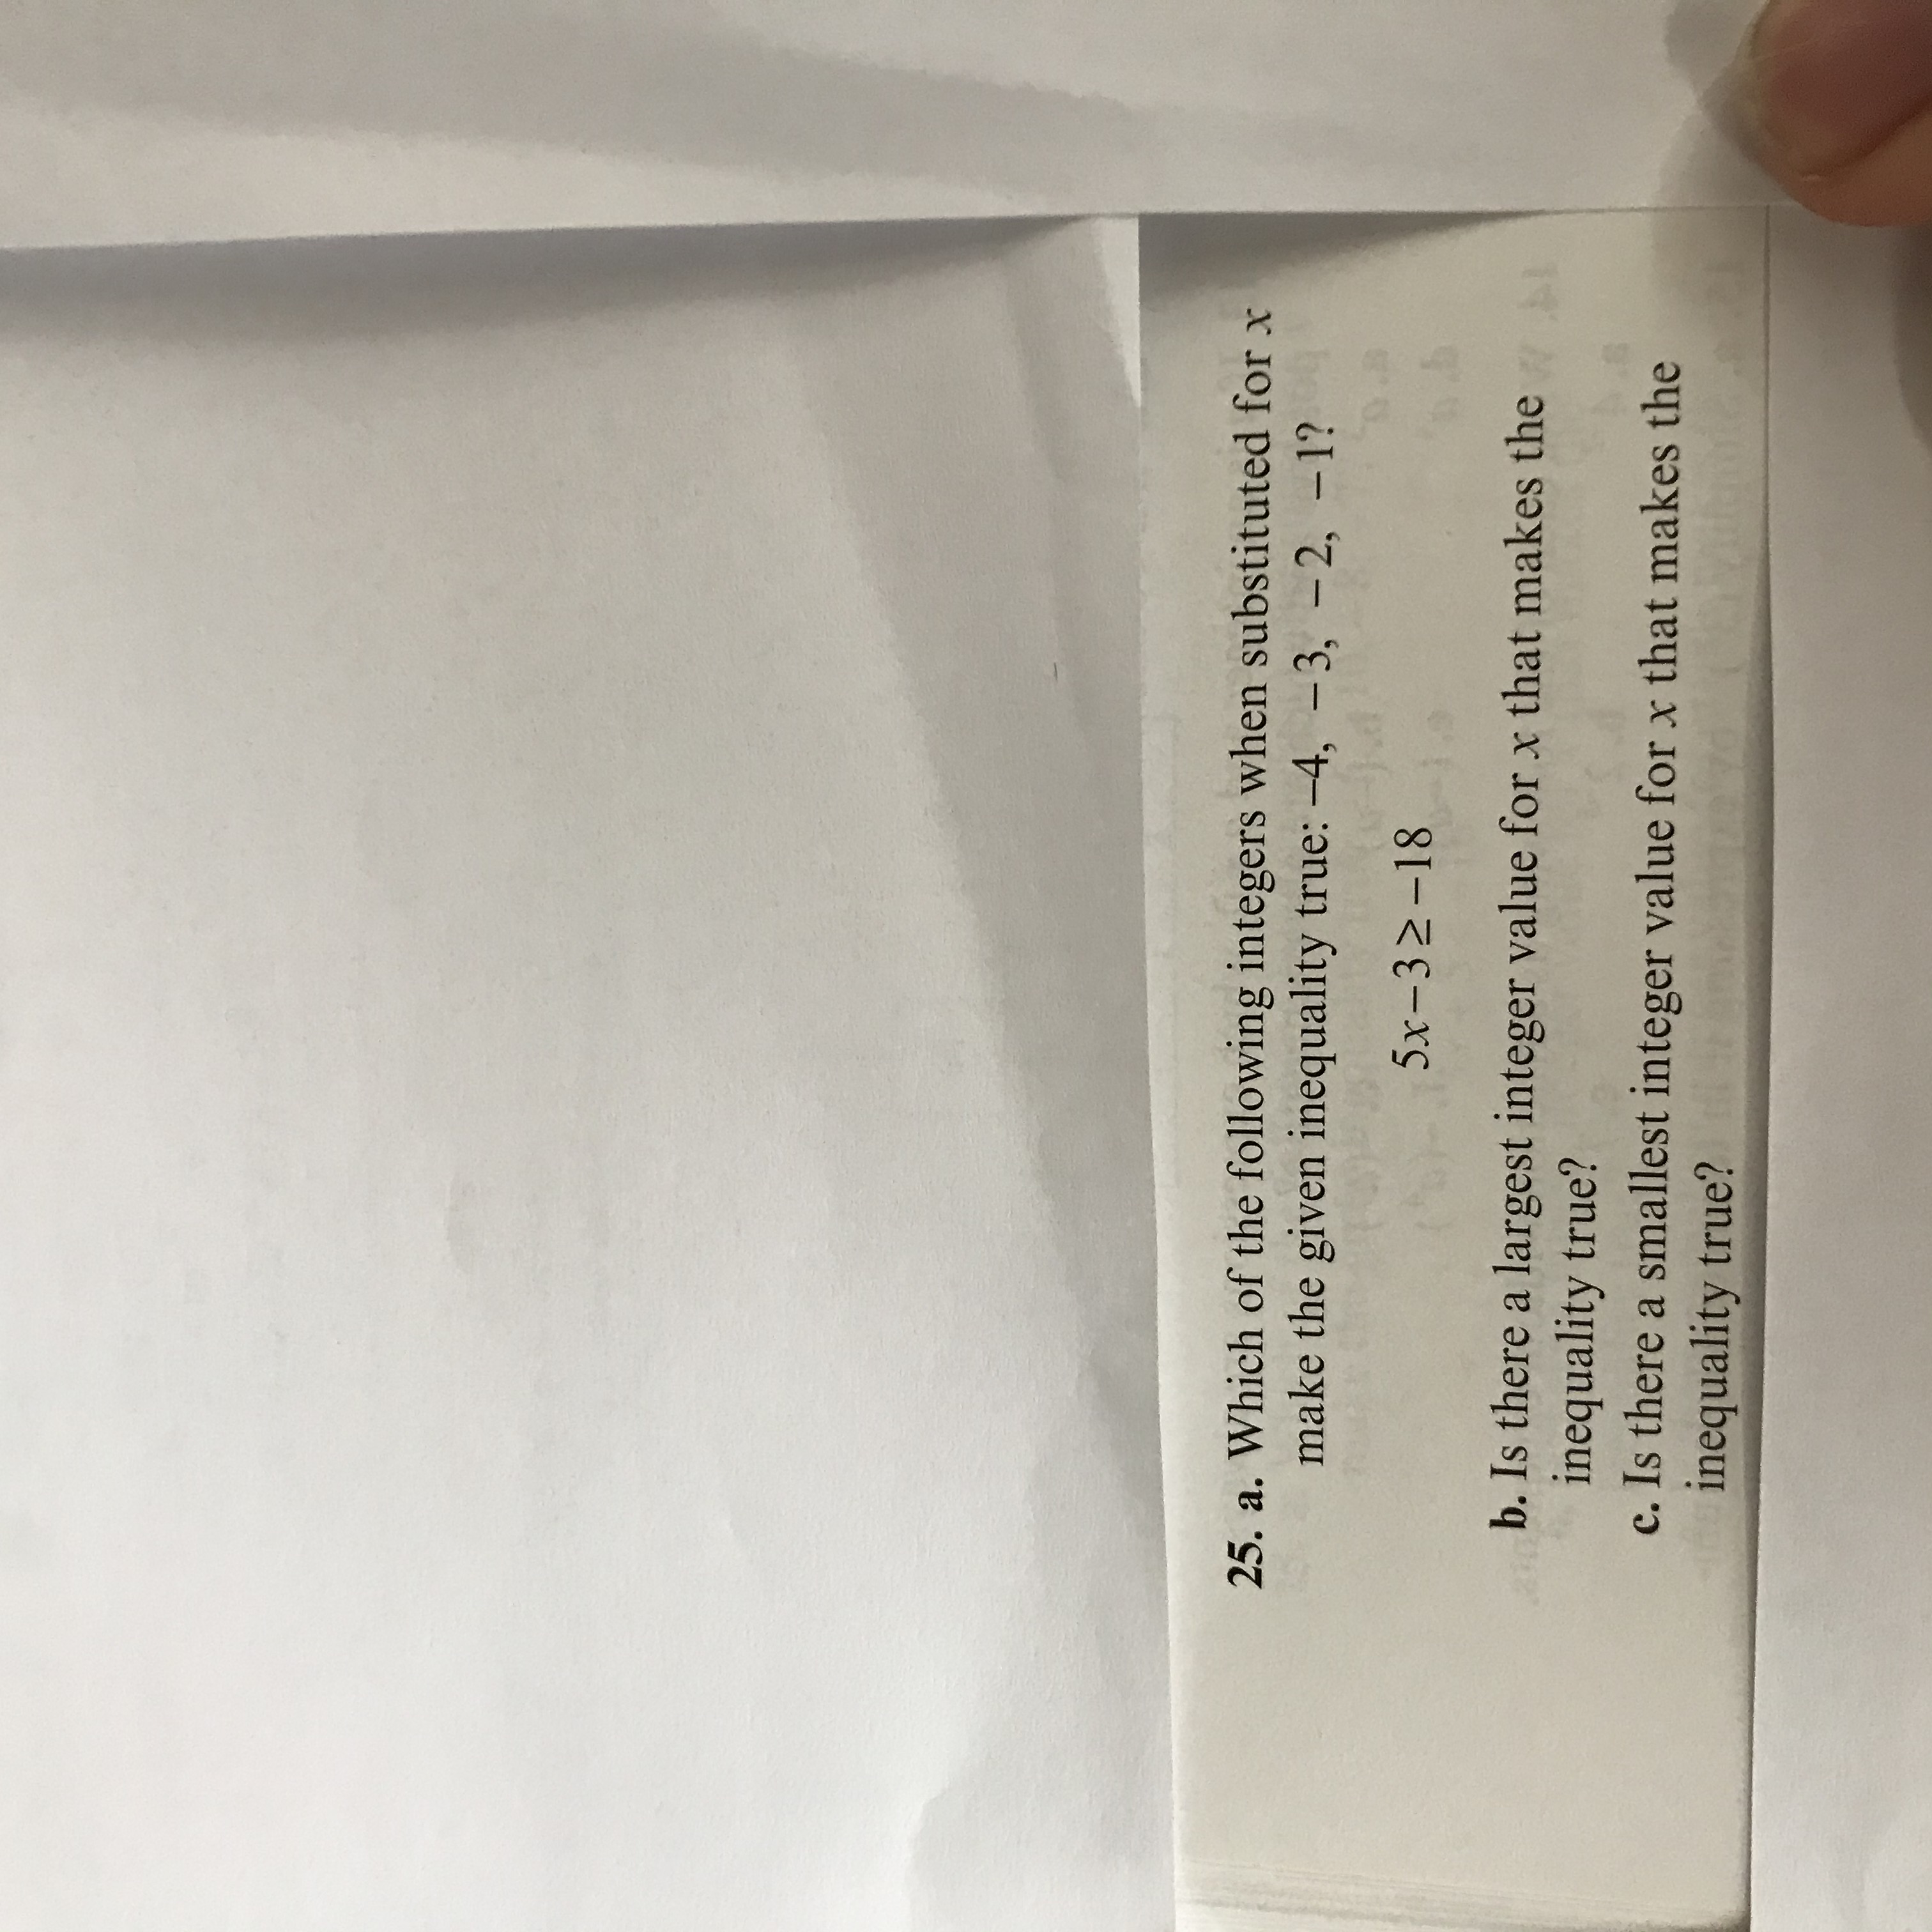 25. a. Which of the following integers when substituted for x
make the given inequality true: –4, –3, –2, –1?
5x–3≥–18
b. Is there a largest integer value for x that makes the
inequality true?
c. Is there a smallest integer value for x that makes the
inequality true?